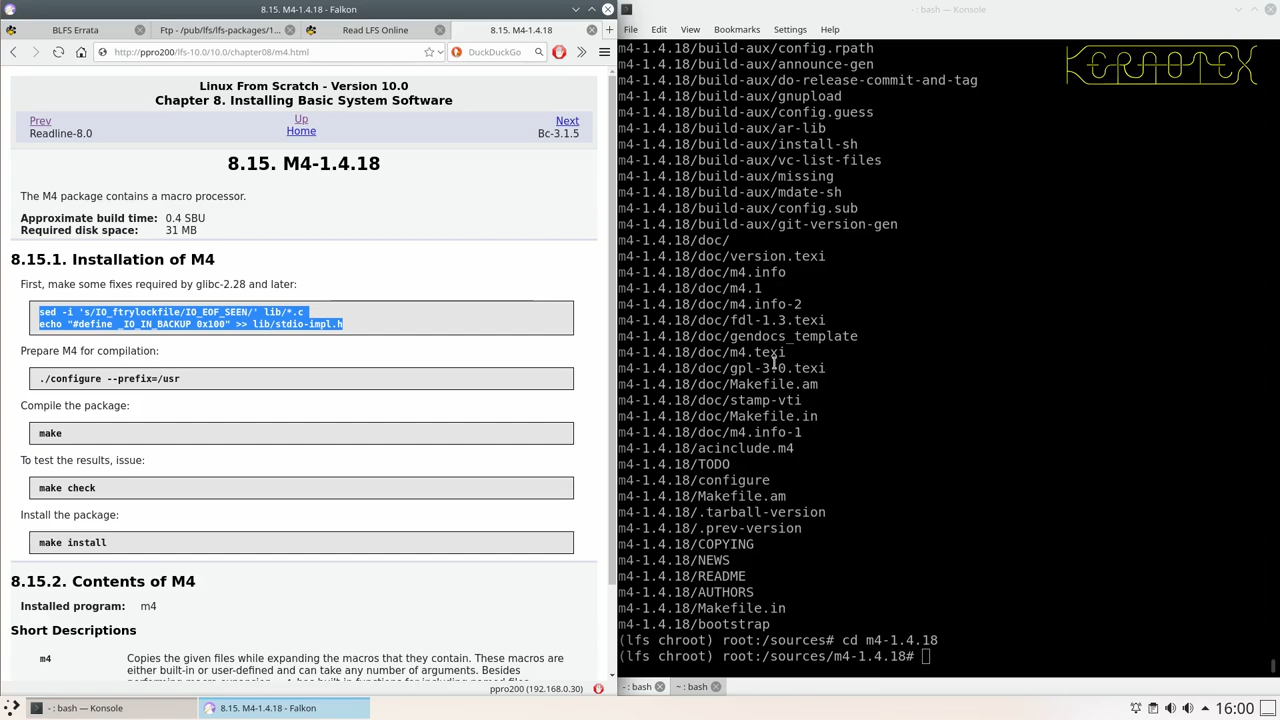 8.15. M4-1.4.18 - Falkon
BLFS Errata
Ftp - /pub/lfs/lfs-packages/1...
Read LFS Online
8.15. M4-1.4.18
http://ppro200/lfs-10.0/10.0/chapter08/m4.html
DuckDuckGo
Linux From Scratch - Version 10.0
Chapter 8. Installing Basic System Software
Prev
Up
Next
Readline-8.0
Home
Bc-3.1.5
8.15. M4-1.4.18
The M4 package contains a macro processor.
Approximate build time: 0.4 SBU
Required disk space: 31 MB
8.15.1. Installation of M4
First, make some fixes required by glibc-2.28 and later:
sed -i 's/IO_ftrylockfile/IO_EOF_SEEN/' lib/*.c
echo "#define _IO_IN_BACKUP 0x100" >> lib/stdio-impl.h
Prepare M4 for compilation:
./configure --prefix=/usr
Compile the package:
make
To test the results, issue:
make check
Install the package:
make install
8.15.2. Contents of M4
Installed program: m4
Short Descriptions
m4 Copies the given files while expanding the macros that they contain. These macros are
either built-in or user-defined and can take any number of arguments. Besides
ppro200 (192.168.0.30)
- : bash — Konsole
File Edit View Bookmarks Settings Help
KERNOTEX
m4-1.4.18/build-aux/config.rpath
m4-1.4.18/build-aux/announce-gen
m4-1.4.18/build-aux/do-release-commit-and-tag
m4-1.4.18/build-aux/gnupload
m4-1.4.18/build-aux/config.guess
m4-1.4.18/build-aux/ar-lib
m4-1.4.18/build-aux/install-sh
m4-1.4.18/build-aux/vc-list-files
m4-1.4.18/build-aux/missing
m4-1.4.18/build-aux/mdate-sh
m4-1.4.18/build-aux/config.sub
m4-1.4.18/build-aux/git-version-gen
m4-1.4.18/doc/
m4-1.4.18/doc/version.texi
m4-1.4.18/doc/m4.info
m4-1.4.18/doc/m4.1
m4-1.4.18/doc/m4.info-2
m4-1.4.18/doc/fdl-1.3.texi
m4-1.4.18/doc/gendocs_template
m4-1.4.18/doc/m4.texi
m4-1.4.18/doc/gpl-3.0.texi
m4-1.4.18/doc/Makefile.am
m4-1.4.18/doc/stamp-vti
m4-1.4.18/doc/Makefile.in
m4-1.4.18/doc/m4.info-1
m4-1.4.18/acinclude.m4
m4-1.4.18/TODO
m4-1.4.18/configure
m4-1.4.18/Makefile.am
m4-1.4.18/.tarball-version
m4-1.4.18/.prev-version
m4-1.4.18/COPYING
m4-1.4.18/NEWS
m4-1.4.18/README
m4-1.4.18/AUTHORS
m4-1.4.18/Makefile.in
m4-1.4.18/bootstrap
(lfs chroot) root:/sources# cd m4-1.4.18
(lfs chroot) root:/sources/m4-1.4.18#
- : bash
~ : bash
- : bash — Konsole
8.15. M4-1.4.18 - Falkon
16:00